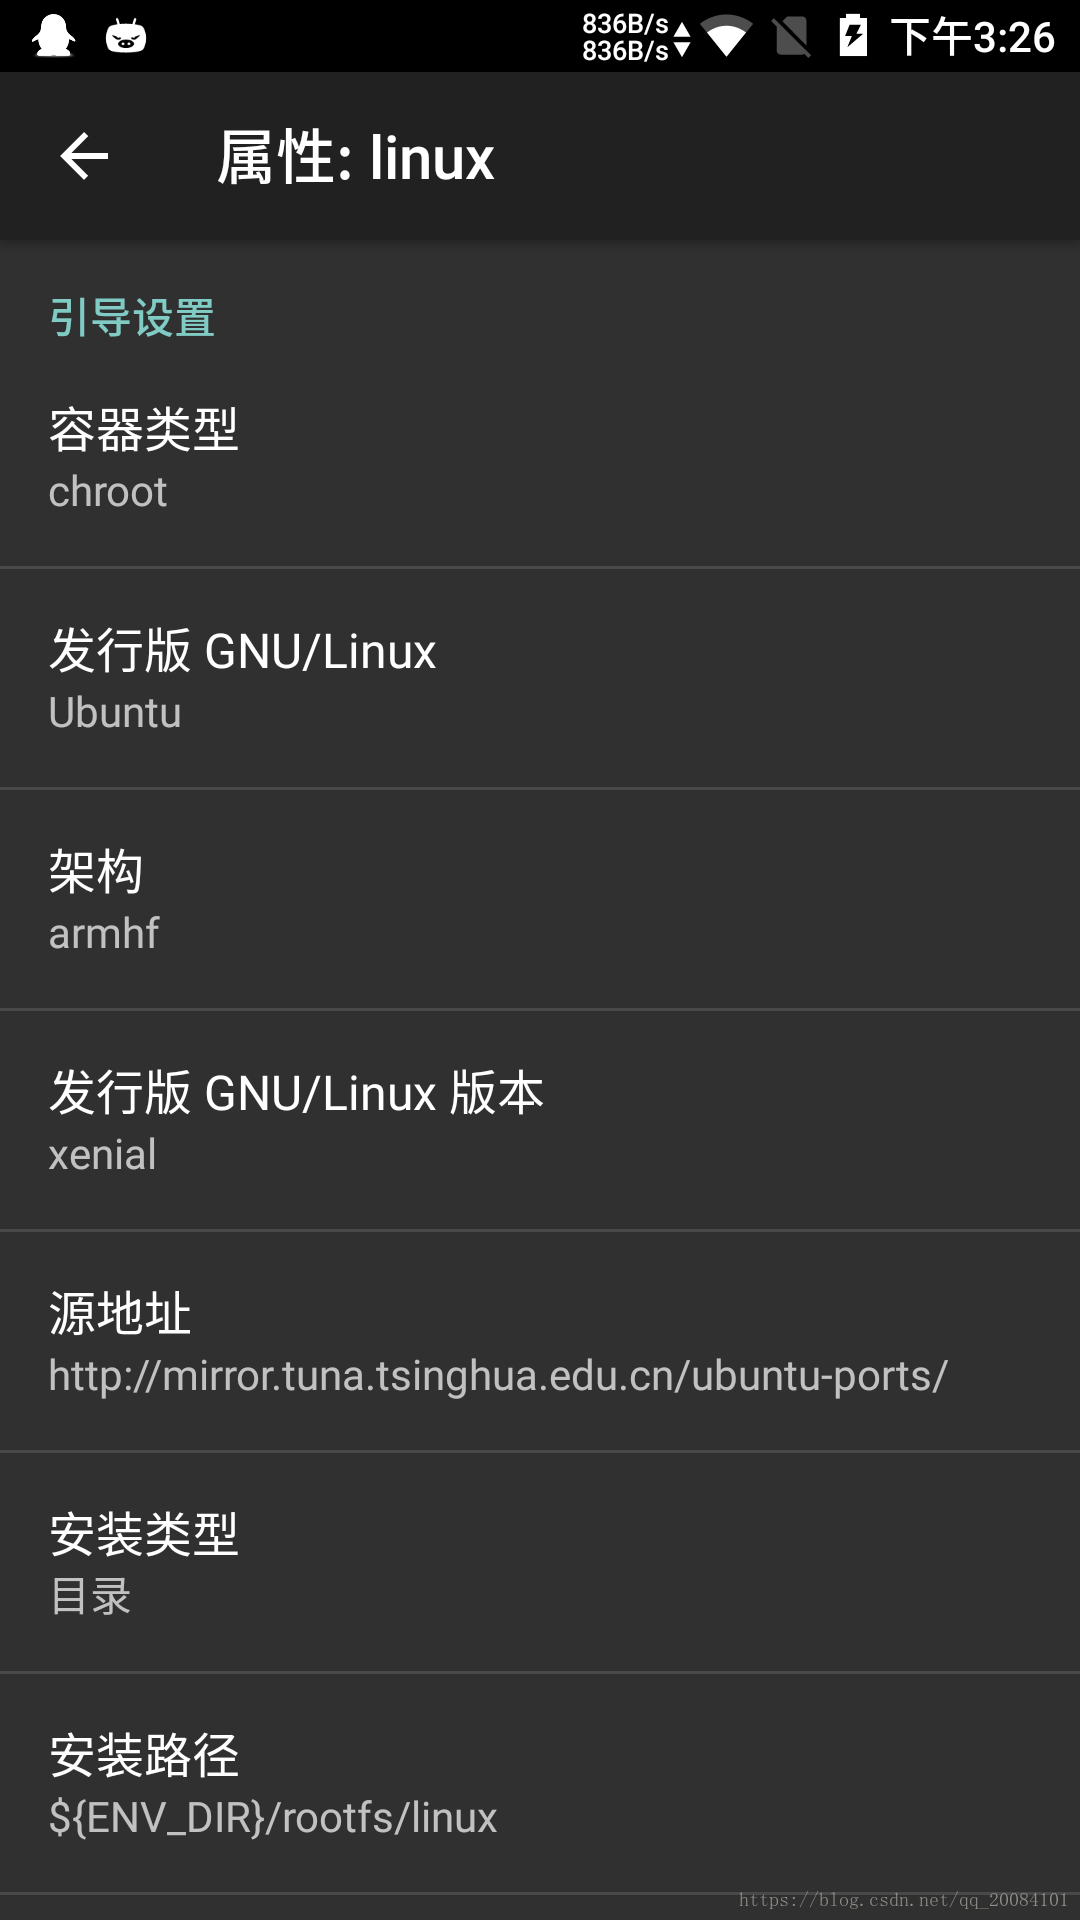 836B/s
836B/s
下午3:26
属性: linux
引导设置
容器类型
chroot
发行版 GNU/Linux
Ubuntu
架构
armhf
发行版 GNU/Linux 版本
xenial
源地址
http://mirror.tuna.tsinghua.edu.cn/ubuntu-ports/
安装类型
目录
安装路径
${ENV_DIR}/rootfs/linux
https://blog.csdn.net/qq_20084101